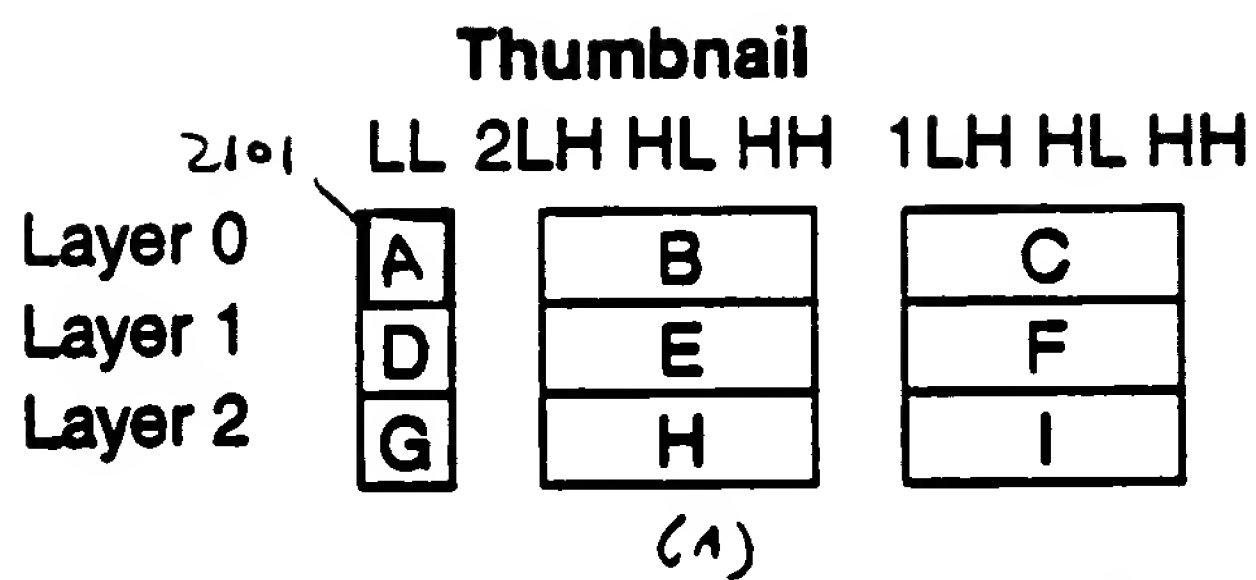 Thumbnail
2101 LL 2LH HL HH 1LH HL HH
Layer 0 A B C
Layer 1 D E F
Layer 2 G H I
(A)